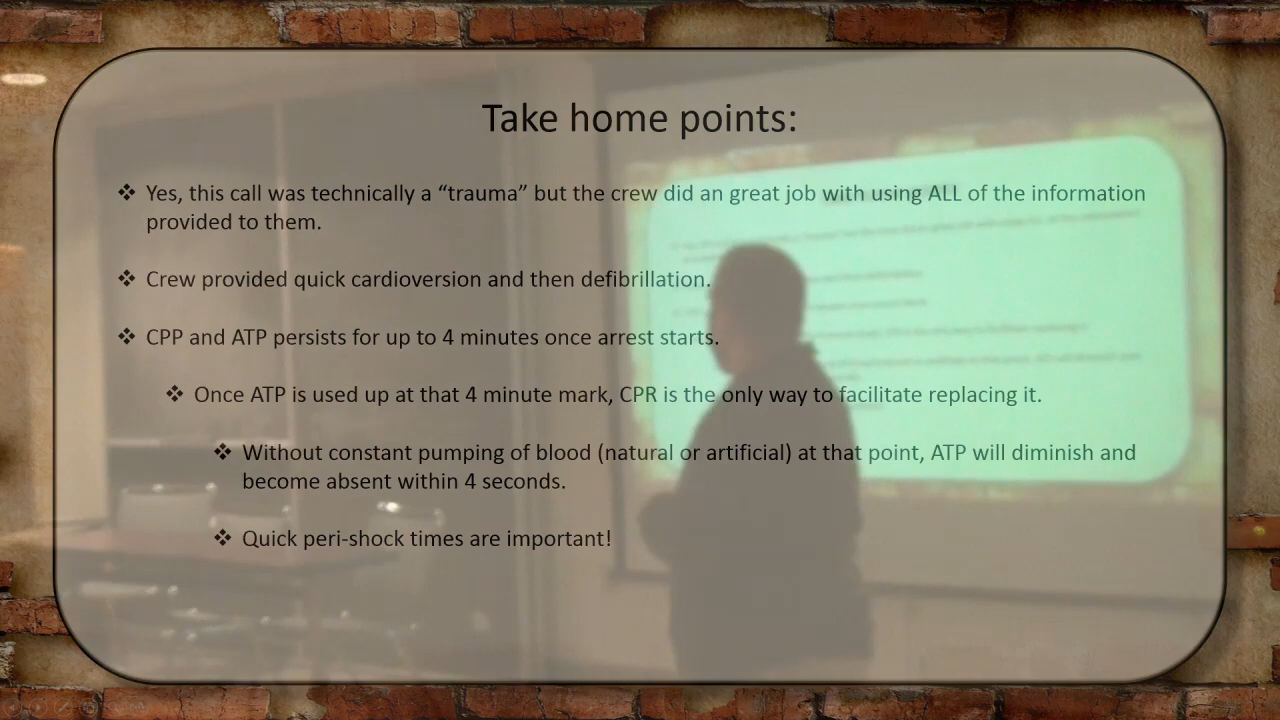 Take home points:
❖ Yes, this call was technically a “trauma” but the crew did an great job with using ALL of the information
provided to them.
❖ Crew provided quick cardioversion and then defibrillation.
❖ CPP and ATP persists for up to 4 minutes once arrest starts.
❖ Once ATP is used up at that 4 minute mark, CPR is the only way to facilitate replacing it.
❖ Without constant pumping of blood (natural or artificial) at that point, ATP will diminish and
become absent within 4 seconds.
❖ Quick peri-shock times are important!